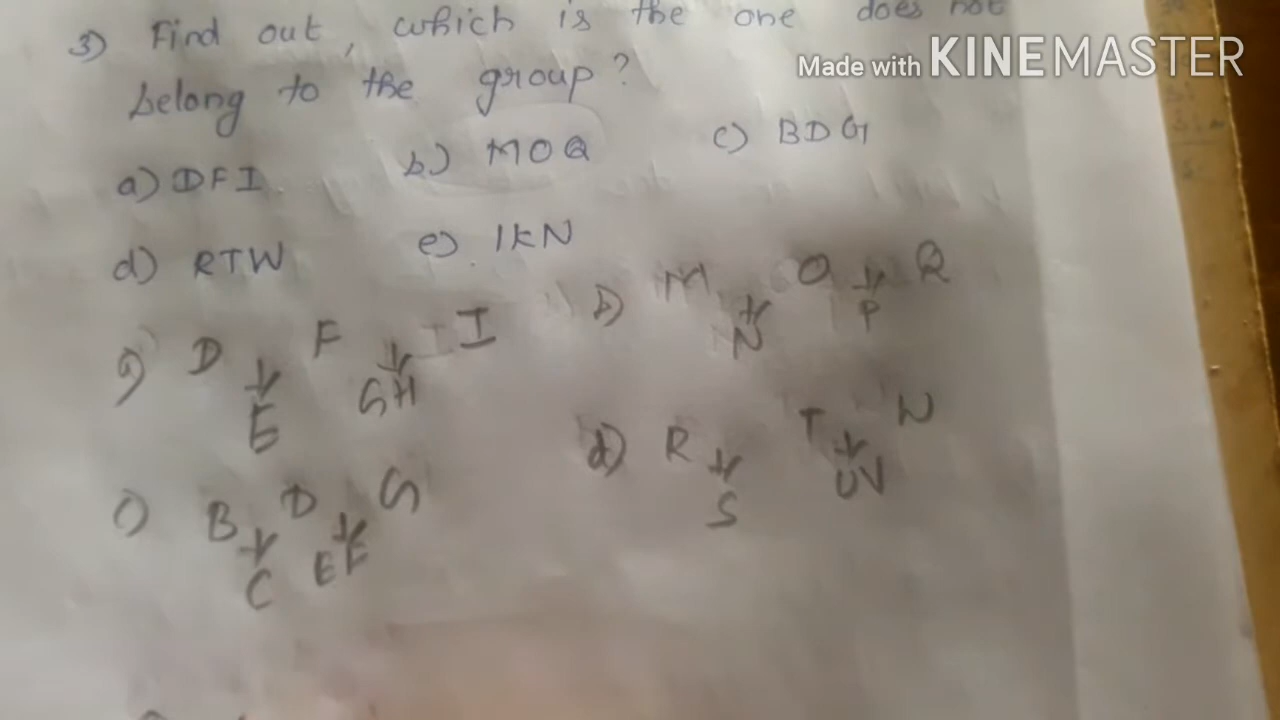 3) Find out, which is the one does not
Made with KINEMASTER
belong to the group?
a) DFI b) MOQ c) BDG
d) RTW e) IKN
a) D F I b) M O Q
E GH N P
c) B D G d) R T W
C EF S UV